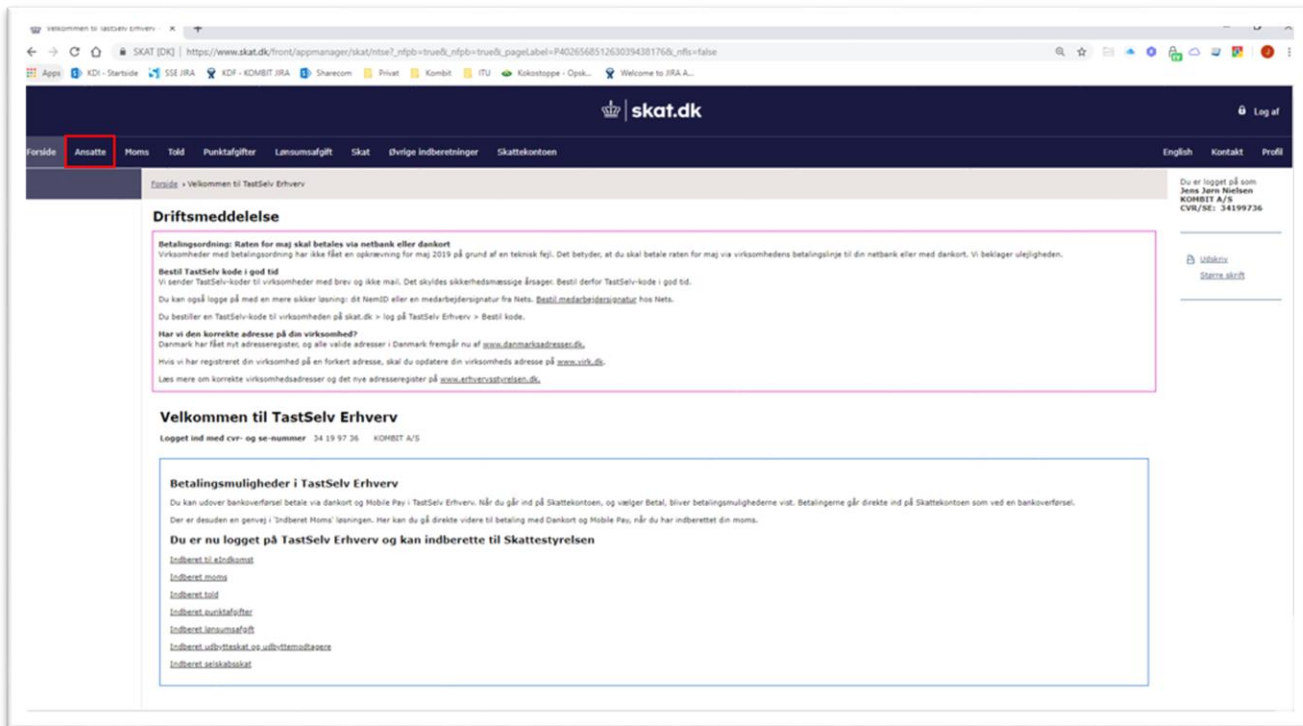 Velkommen til TastSelv Erhverv - × +
SKAT [DK] | https://www.skat.dk/front/appmanager/skat/ntse?_nfpb=true&_nfpb=true&_pageLabel=P4026568512630394381768&_nfls=false
Apps KDI - Startside SSE JIRA KDF - KOMBIT JIRA Sharecom Privat Kombit ITU Kokostoppe - Opsk... Welcome to JIRA A...
skat.dk Log af
Forside Ansatte Moms Told Punktafgifter Lønsumsafgift Skat Øvrige indberetninger Skattekontoen English Kontakt Profil
Forside » Velkommen til TastSelv Erhverv
Du er logget på som
Jens Jørn Nielsen
KOMBIT A/S
CVR/SE: 34199736
Udskriv
Større skrift
Driftsmeddelelse
Betalingsordning: Raten for maj skal betales via netbank eller dankort
Virksomheder med betalingsordning har ikke fået en opkrævning for maj 2019 på grund af en teknisk fejl. Det betyder, at du skal betale raten for maj via virksomhedens betalingslinje til din netbank eller med dankort. Vi beklager ulejligheden.
Bestil TastSelv kode i god tid
Vi sender TastSelv-koder til virksomheder med brev og ikke mail. Det skyldes sikkerhedsmæssige årsager. Bestil derfor TastSelv-kode i god tid.
Du kan også logge på med en mere sikker løsning: dit NemID eller en medarbejdersignatur fra Nets. Bestil medarbejdersignatur hos Nets.
Du bestiller en TastSelv-kode til virksomheden på skat.dk > log på TastSelv Erhverv > Bestil kode.
Har vi den korrekte adresse på din virksomhed?
Danmark har fået nyt adresseregister, og alle valide adresser i Danmark fremgår nu af www.danmarksadresser.dk.
Hvis vi har registreret din virksomhed på en forkert adresse, skal du opdatere din virksomheds adresse på www.virk.dk.
Læs mere om korrekte virksomhedsadresser og det nye adresseregister på www.erhvervsstyrelsen.dk.
Velkommen til TastSelv Erhverv
Logget ind med cvr- og se-nummer 34 19 97 36 KOMBIT A/S
Betalingsmuligheder i TastSelv Erhverv
Du kan udover bankoverførsel betale via dankort og Mobile Pay i TastSelv Erhverv. Når du går ind på Skattekontoen, og vælger Betal, bliver betalingsmulighederne vist. Betalingerne går direkte ind på Skattekontoen som ved en bankoverførsel.
Der er desuden en genvej i 'Indberet Moms' løsningen. Her kan du gå direkte videre til betaling med Dankort og Mobile Pay, når du har indberettet din moms.
Du er nu logget på TastSelv Erhverv og kan indberette til Skattestyrelsen
Indberet til eIndkomst
Indberet moms
Indberet told
Indberet punktafgifter
Indberet lønsumsafgift
Indberet udbytteskat og udbyttemodtagere
Indberet selskabsskat